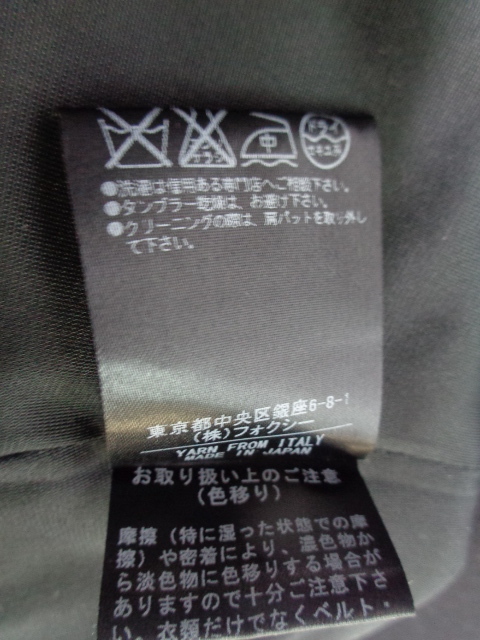 中
ドライ
セキユ系
エンソ
サラシ
●洗濯は信用ある専門店へご相談下さい。
●タンブラー乾燥は、お避け下さい。
●クリーニングの際は、肩パットを取り外し
て下さい。
東京都中央区銀座6-8-1
(株)フォクシー
YARN FROM ITALY
MADE IN JAPAN
お取り扱い上のご注意
(色移り)
摩擦(特に湿った状態での摩
擦)や密着により、濃色物か
ら淡色物に色移りする場合が
ありますので十分ご注意下さ
い。衣類だけでなくベルト・